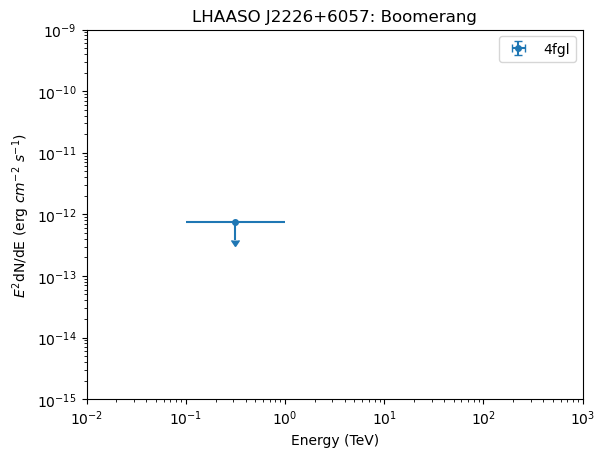 LHAASO J2226+6057: Boomerang
4fgl
10⁻⁹
10⁻¹⁰
10⁻¹¹
10⁻¹²
10⁻¹³
10⁻¹⁴
10⁻¹⁵
E²dN/dE (erg cm⁻² s⁻¹)
10⁻² 10⁻¹ 10⁰ 10¹ 10² 10³
Energy (TeV)